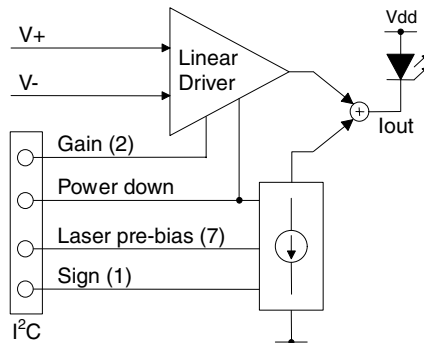 Vdd
V+
V-
Linear
Driver
Iout
Gain (2)
Power down
Laser pre-bias (7)
Sign (1)
I²C